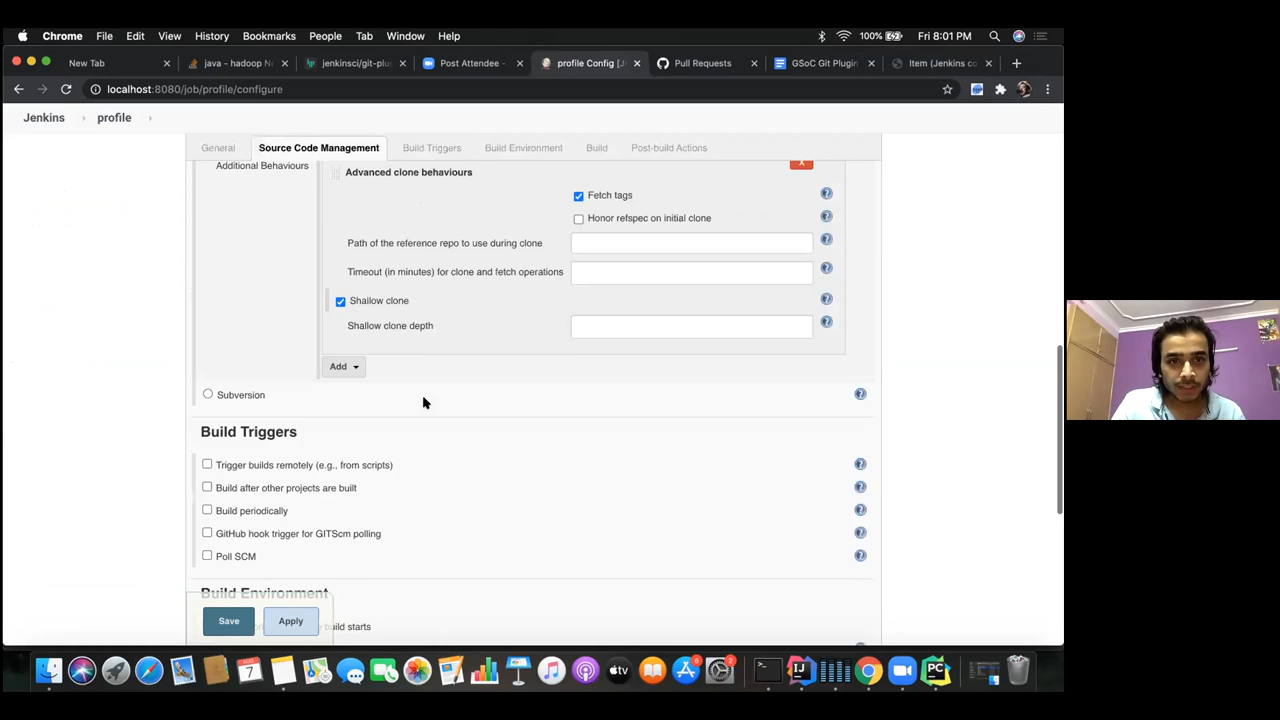 Chrome File Edit View History Bookmarks People Tab Window Help 100% Fri 8:01 PM
New Tab java - hadoop N jenkinsci/git-plu Post Attendee - profile Config [J Pull Requests GSoC Git Plugin Item (Jenkins co
localhost:8080/job/profile/configure
Jenkins profile
General Source Code Management Build Triggers Build Environment Build Post-build Actions
Additional Behaviours
Advanced clone behaviours
X
Fetch tags
Honor refspec on initial clone
Path of the reference repo to use during clone
Timeout (in minutes) for clone and fetch operations
Shallow clone
Shallow clone depth
Add
Subversion
Build Triggers
Trigger builds remotely (e.g., from scripts)
Build after other projects are built
Build periodically
GitHub hook trigger for GITScm polling
Poll SCM
Build Environment
Save Apply
build starts